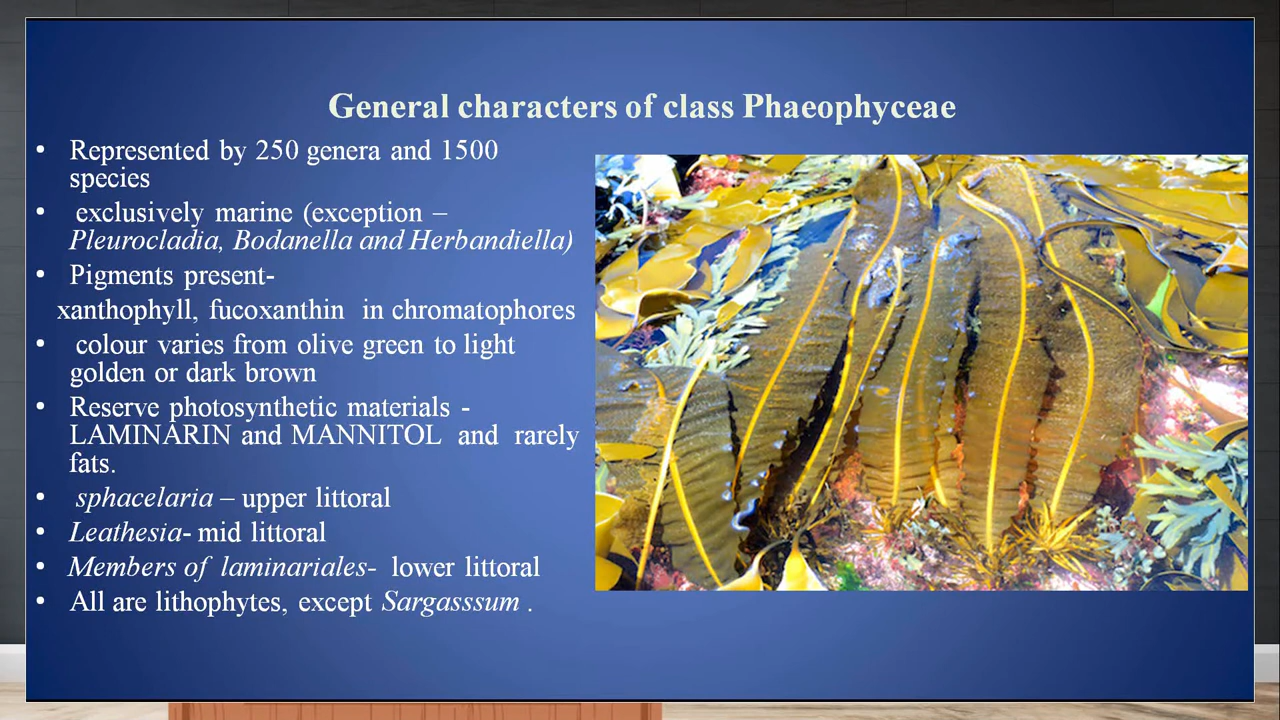 General characters of class Phaeophyceae
• Represented by 250 genera and 1500
species
• exclusively marine (exception –
Pleurocladia, Bodanella and Herbandiella)
• Pigments present-
xanthophyll, fucoxanthin in chromatophores
• colour varies from olive green to light
golden or dark brown
• Reserve photosynthetic materials -
LAMINARIN and MANNITOL and rarely
fats.
• sphacelaria – upper littoral
• Leathesia- mid littoral
• Members of laminariales- lower littoral
• All are lithophytes, except Sargasssum .